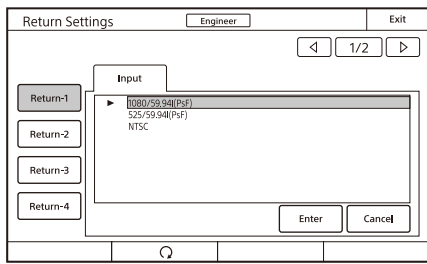 Return Settings
Engineer
Exit
1/2
Input
Return-1
1080/59.94I(PsF)
525/59.94I(PsF)
NTSC
Return-2
Return-3
Return-4
Enter
Cancel